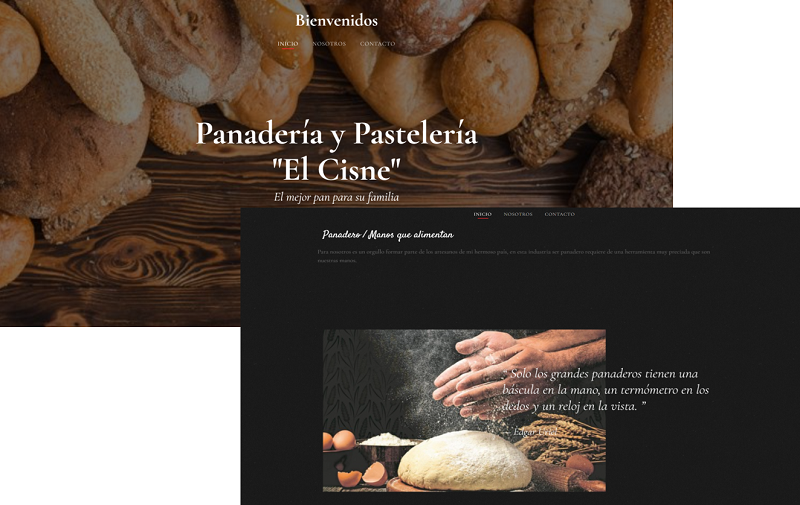 Bienvenidos
INICIO NOSOTROS CONTACTO
Panadería y Pastelería
"El Cisne"
El mejor pan para su familia
INICIO NOSOTROS CONTACTO
Panadero / Manos que alimentan
Para nosotros es un orgullo formar parte de los artesanos de mi hermoso país, en esta industria ser panadero requiere de una herramienta muy preciada que son
nuestras manos.
“ Solo los grandes panaderos tienen una
báscula en la mano, un termómetro en los
dedos y un reloj en la vista. ”